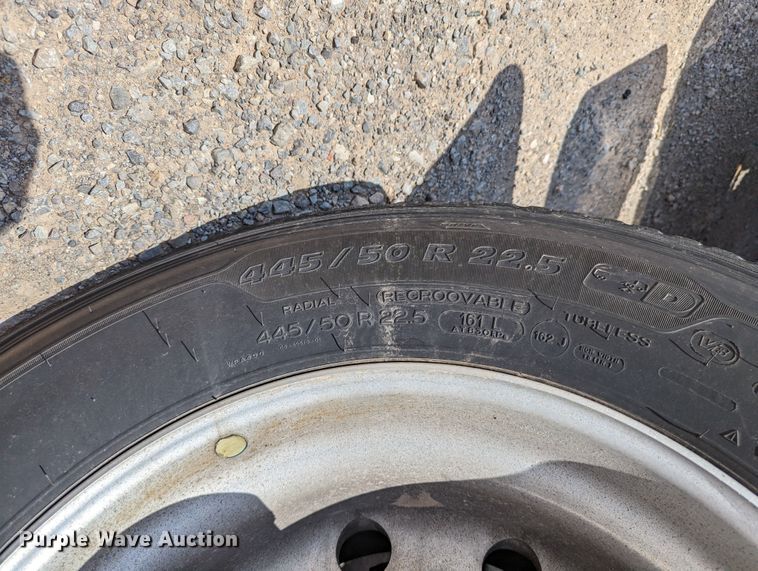 445/50 R 22.5
D
RADIAL
REGROOVABLE
TUBELESS
445/50 R 22.5
161 L
162 J
Purple Wave Auction®